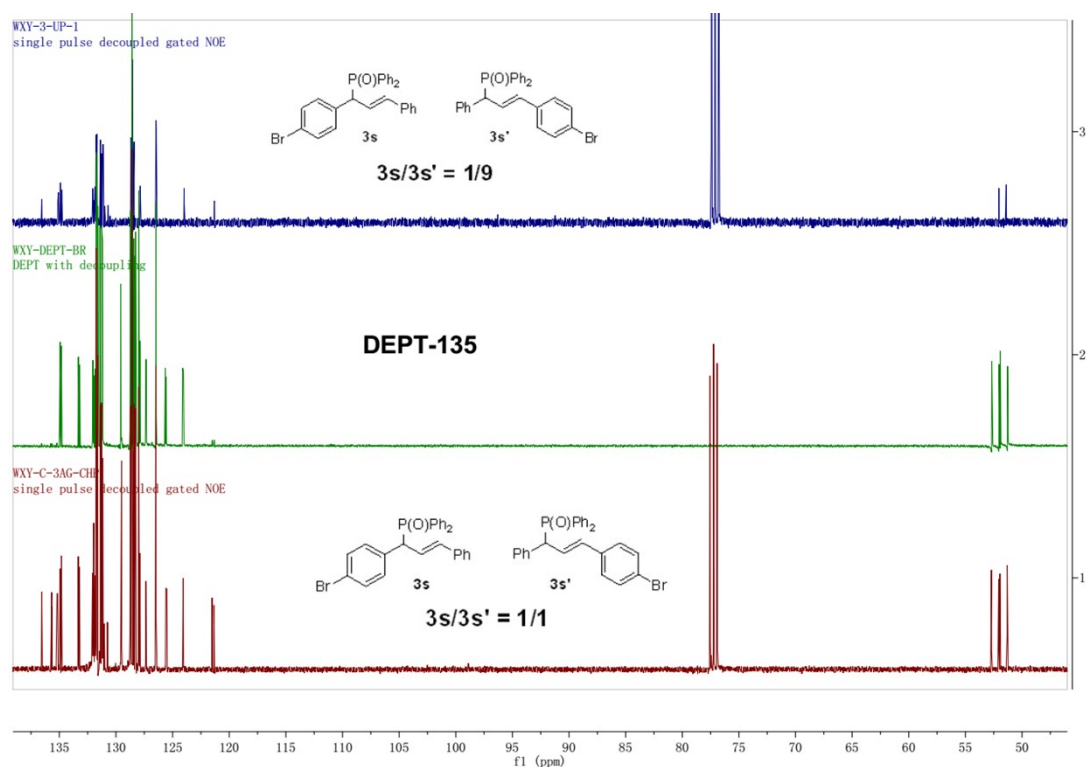 WXY-3-UP-1
single pulse decoupled gated NOE
P(O)Ph2
Ph
Br
3s
P(O)Ph2
Ph
Br
3s'
3s/3s' = 1/9
3
WXY-DEPT-BR
DEPT with decoupling
DEPT-135
2
WXY-C-3AG-CHP
single pulse decoupled gated NOE
P(O)Ph2
Ph
Br
3s
P(O)Ph2
Ph
Br
3s'
3s/3s' = 1/1
1
135 130 125 120 115 110 105 100 95 90 85 80 75 70 65 60 55 50
f1 (ppm)